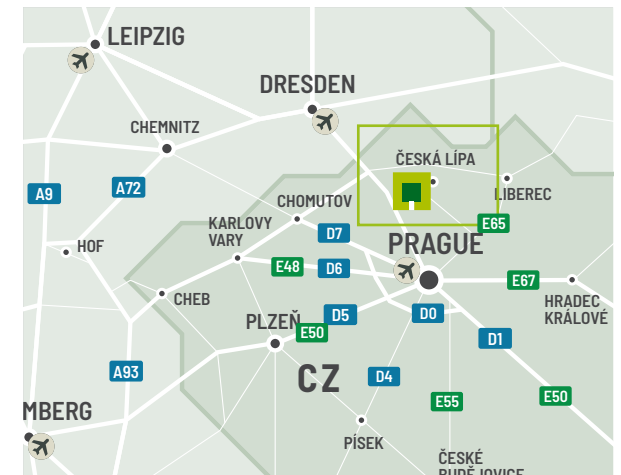 LEIPZIG
DRESDEN
CHEMNITZ
ČESKÁ LÍPA
A9
A72
LIBEREC
CHOMUTOV
KARLOVY
VARY
D7
E65
HOF
PRAGUE
E48
D6
E67
CHEB
HRADEC
KRÁLOVÉ
PLZEŇ
D5
D0
E50
D1
A93
CZ
D4
E55
E50
MBERG
PÍSEK
ČESKÉ
BUDĚJOVICE